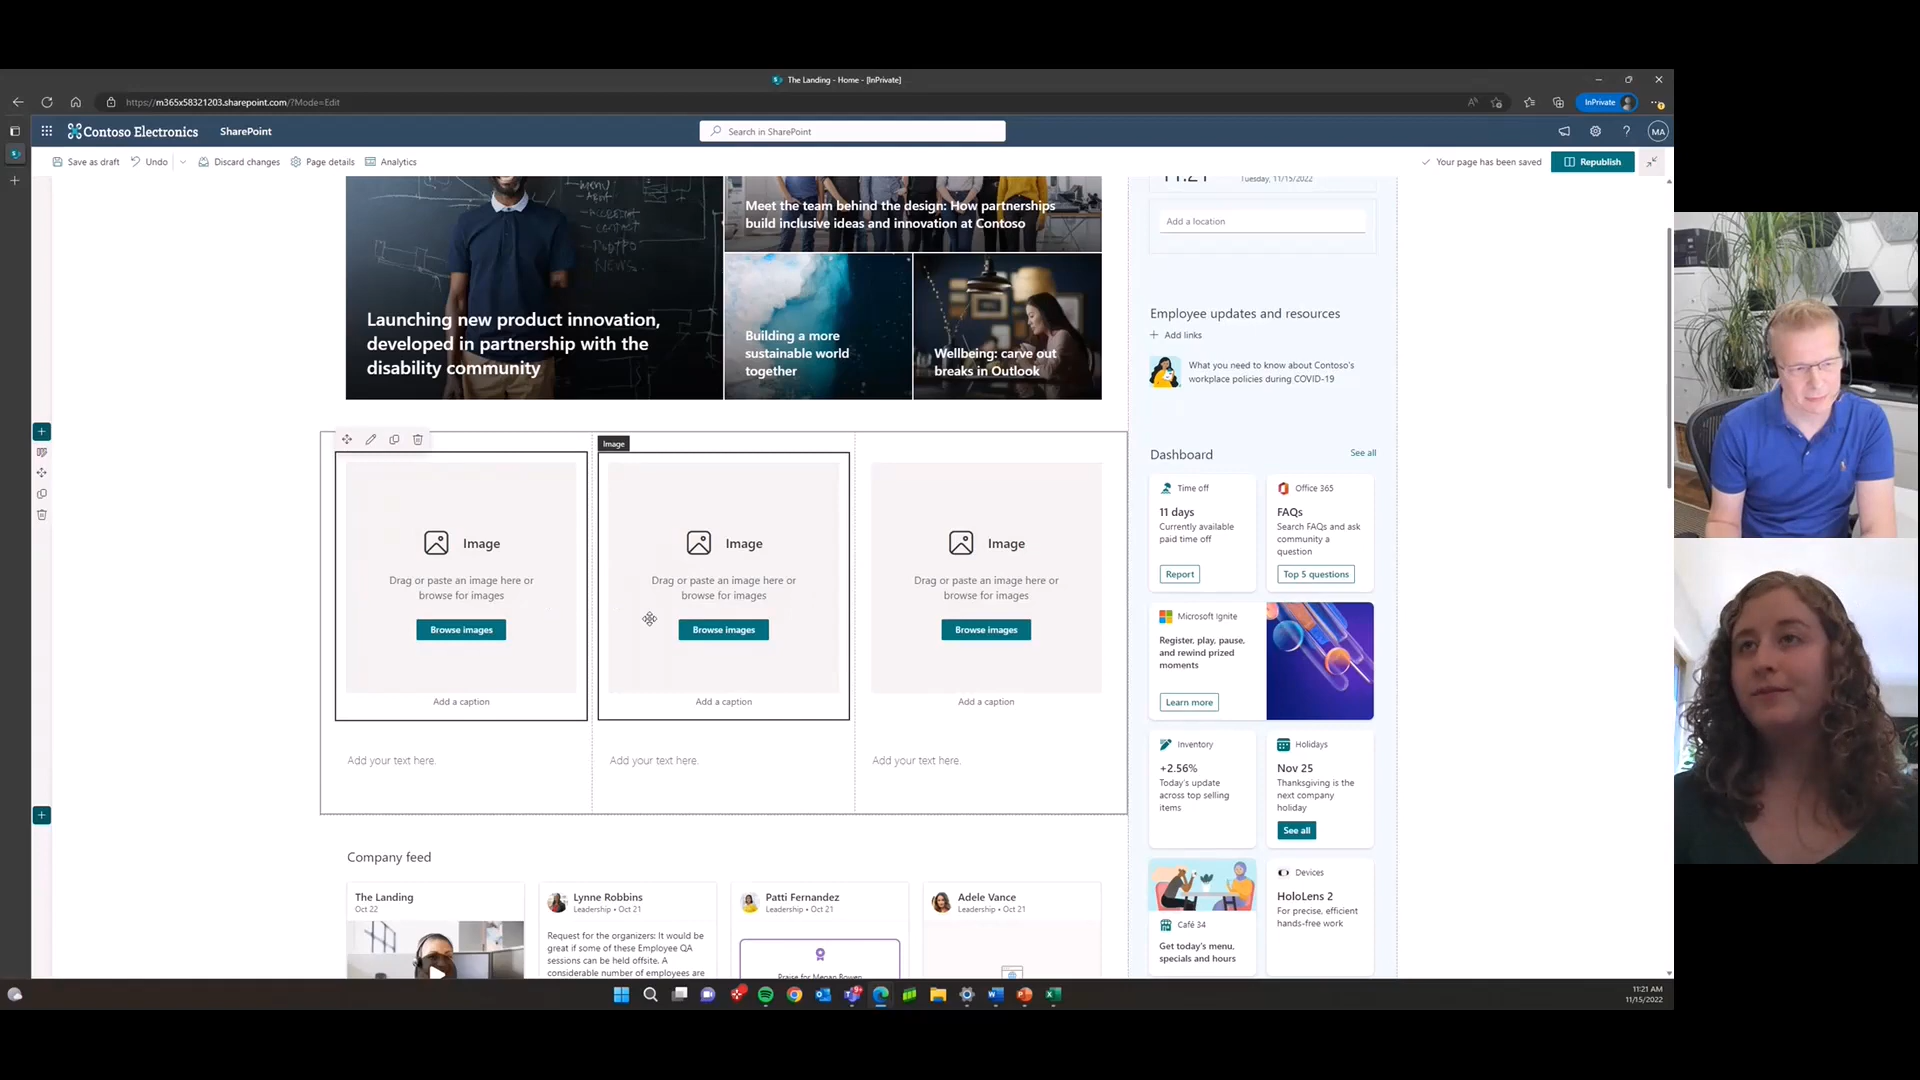 The Landing - Home - [InPrivate]
https://m365x58321203.sharepoint.com/?Mode=Edit
InPrivate
Contoso Electronics
SharePoint
Search in SharePoint
MA
Save as draft
Undo
Discard changes
Page details
Analytics
Your page has been saved
Republish
Launching new product innovation,
developed in partnership with the
disability community
Meet the team behind the design: How partnerships
build inclusive ideas and innovation at Contoso
Building a more
sustainable world
together
Wellbeing: carve out
breaks in Outlook
Image
Image
Drag or paste an image here or
browse for images
Browse images
Add a caption
Add your text here.
Image
Drag or paste an image here or
browse for images
Browse images
Add a caption
Add your text here.
Image
Drag or paste an image here or
browse for images
Browse images
Add a caption
Add your text here.
Company feed
The Landing
Oct 22
Lynne Robbins
Leadership • Oct 21
Request for the organizers: It would be
great if some of these Employee QA
sessions can be held offsite. A
considerable number of employees are
Patti Fernandez
Leadership • Oct 21
Praise for Megan Bowen
Adele Vance
Leadership • Oct 21
11:21
Tuesday, 11/15/2022
Add a location
Employee updates and resources
Add links
What you need to know about Contoso's
workplace policies during COVID-19
Dashboard
See all
Time off
11 days
Currently available
paid time off
Report
Office 365
FAQs
Search FAQs and ask
community a
question
Top 5 questions
Microsoft Ignite
Register, play, pause,
and rewind prized
moments
Learn more
Inventory
+2.56%
Today's update
across top selling
items
Holidays
Nov 25
Thanksgiving is the
next company
holiday
See all
Café 34
Get today's menu,
specials and hours
Devices
HoloLens 2
For precise, efficient
hands-free work
11:21 AM
11/15/2022